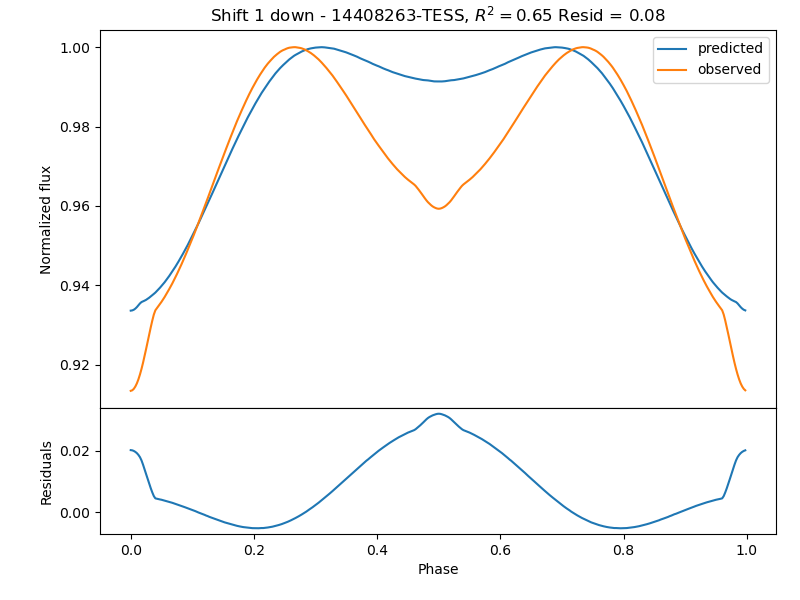 Shift 1 down - 14408263-TESS, R² = 0.65 Resid = 0.08
predicted
observed
1.00
0.98
0.96
0.94
0.92
Normalized flux
0.02
0.00
Residuals
0.0
0.2
0.4
0.6
0.8
1.0
Phase